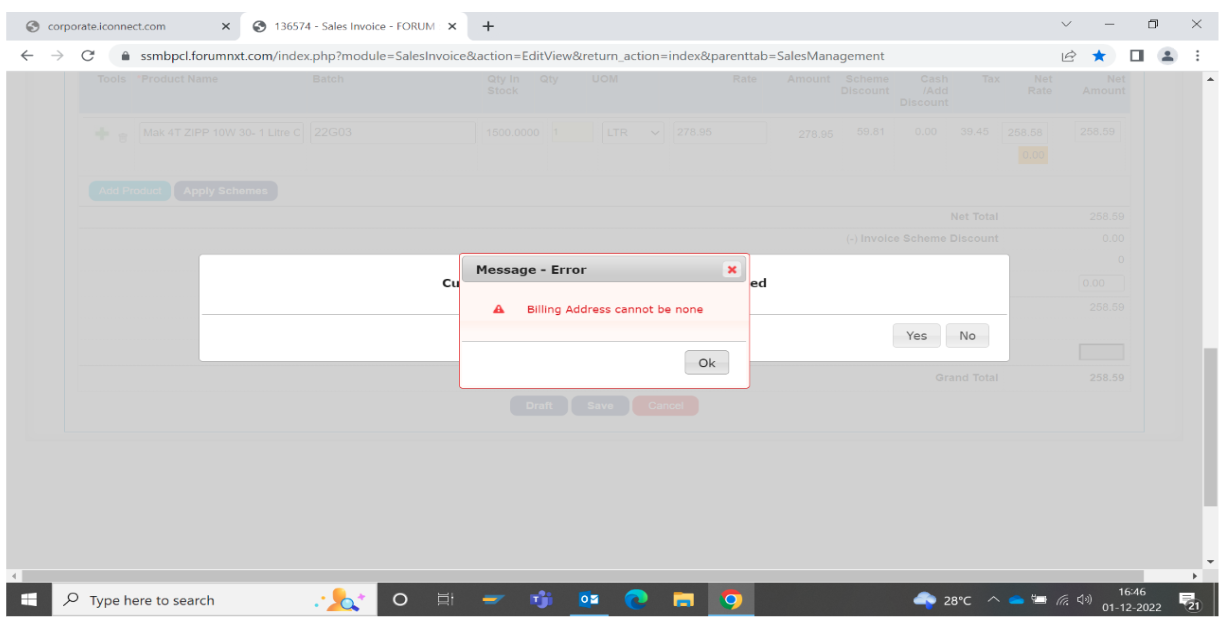 corporate.iconnect.com
136574 - Sales Invoice - FORUM
ssmbpcl.forumnxt.com/index.php?module=SalesInvoice&action=EditView&return_action=index&parenttab=SalesManagement
Tools *Product Name Batch Qty In Stock Qty UOM Rate Amount Scheme Discount Cash /Add Discount Tax Net Rate Net Amount
Mak 4T ZIPP 10W 30- 1 Litre C 22G03 1500.0000 1 LTR 278.95 278.95 59.81 0.00 39.45 258.58 258.59
0.00
Add Product Apply Schemes
Net Total 258.59
(-) Invoice Scheme Discount 0.00
0
Message - Error
Cu ed 0.00
Billing Address cannot be none 258.59
Yes No
Ok
Grand Total 258.59
Draft Save Cancel
Type here to search 28°C 16:46
01-12-2022 21